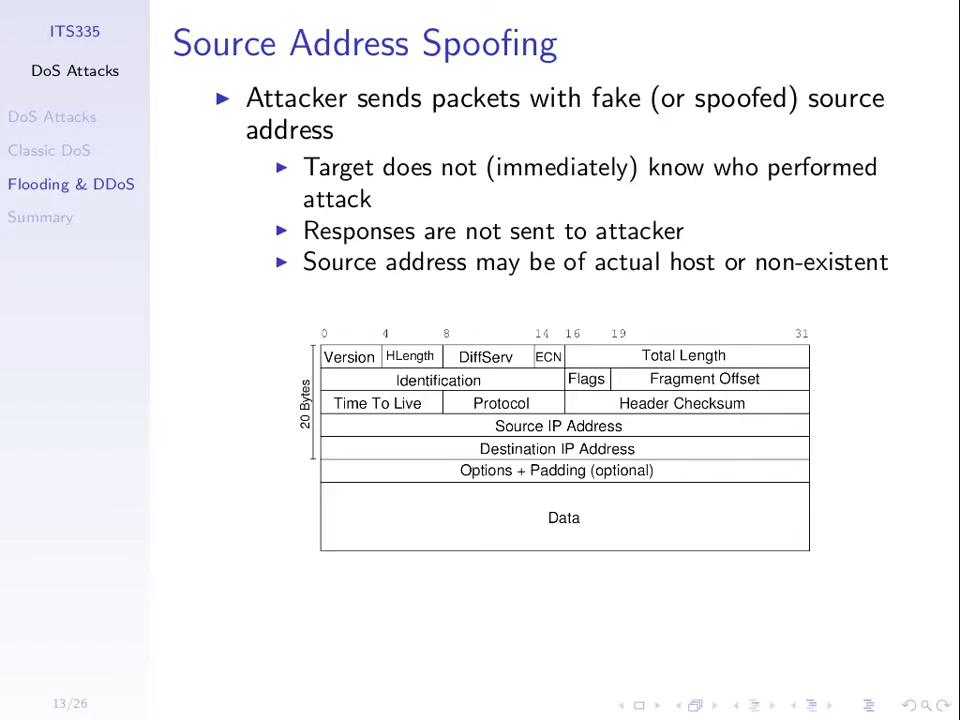 ITS335
DoS Attacks
DoS Attacks
Classic DoS
Flooding & DDoS
Summary
Source Address Spoofing
Attacker sends packets with fake (or spoofed) source
address
Target does not (immediately) know who performed
attack
Responses are not sent to attacker
Source address may be of actual host or non-existent
0 4 8 14 16 19 31
Version HLength DiffServ ECN Total Length
Identification Flags Fragment Offset
Time To Live Protocol Header Checksum
Source IP Address
Destination IP Address
Options + Padding (optional)
Data
20 Bytes
13/26